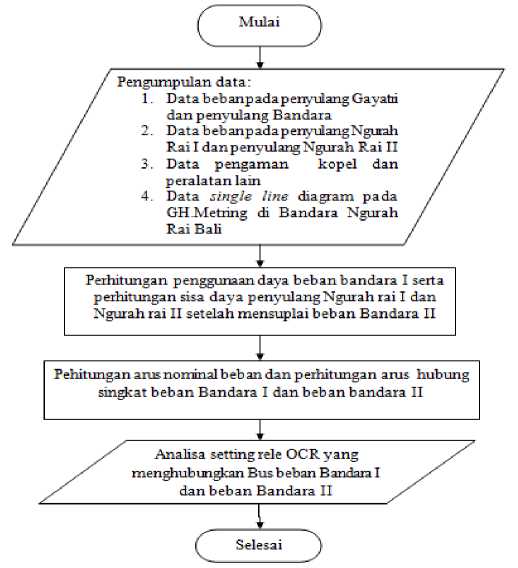 Mulai
Pengumpulan data:
1. Data beban pada penyulang Gayatri
dan penyulang Bandara
2. Data beban pada penyulang Ngurah
Rai I dan penyulang Ngurah Rai II
3. Data pengaman kopel dan
peralatan lain
4. Data single line diagram pada
GH.Metring di Bandara Ngurah
Rai Bali
Perhitungan penggunaan daya beban bandara I serta
perhitungan sisa daya penyulang Ngurah rai I dan
Ngurah rai II setelah mensuplai beban Bandara II
Pehitungan arus nominal beban dan perhitungan arus hubung
singkat beban Bandara I dan beban bandara II
Analisa setting rele OCR yang
menghubungkan Bus beban Bandara I
dan beban Bandara II
Selesai